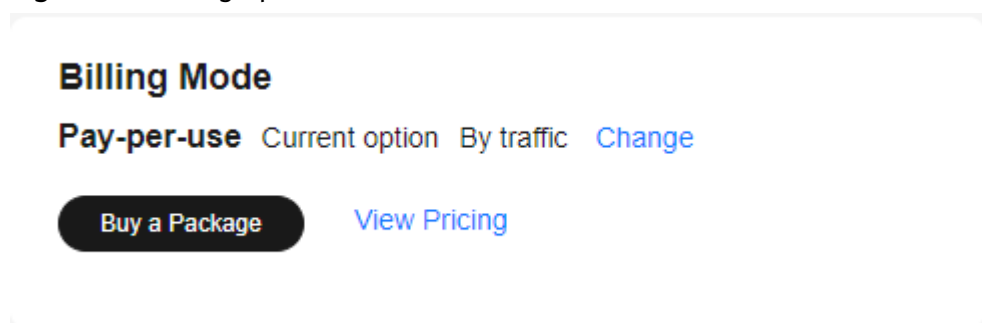 Billing Mode
Pay-per-use Current option By traffic Change
Buy a Package View Pricing